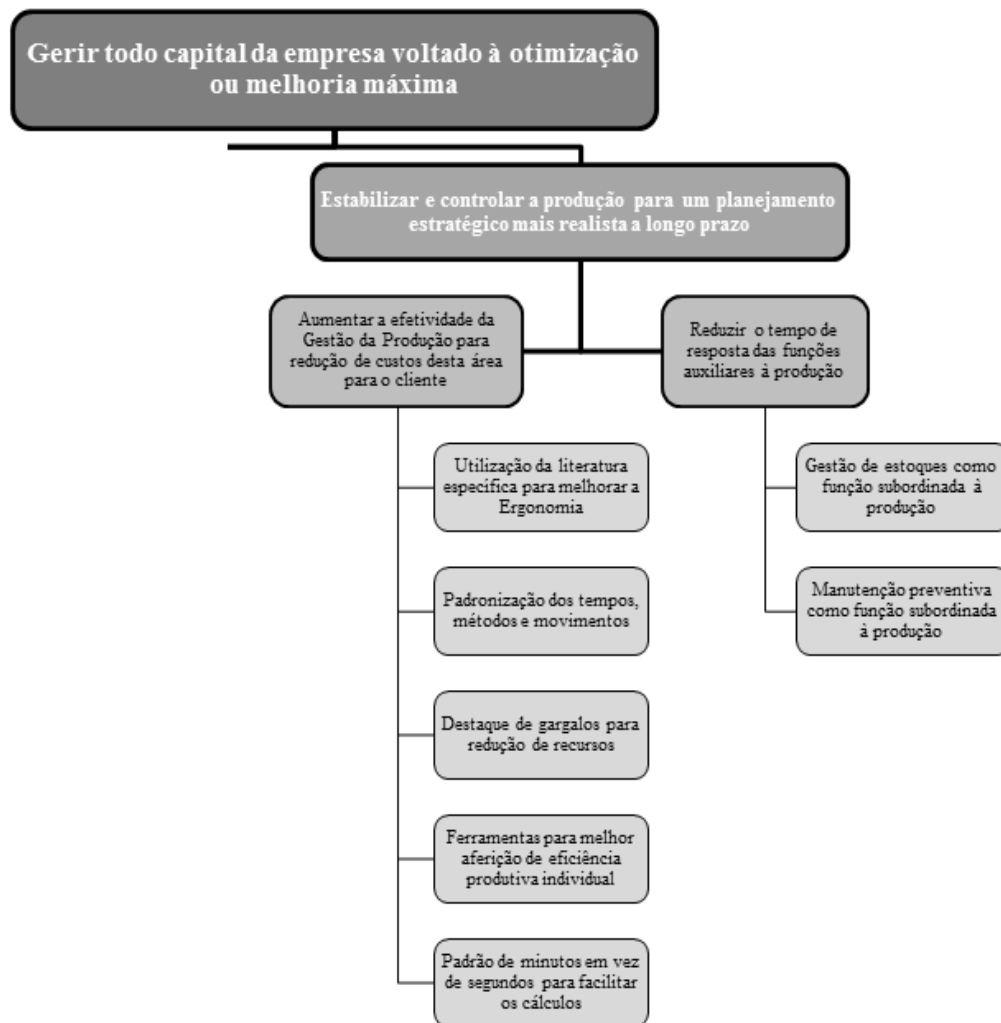 Gerir todo capital da empresa voltado à otimização
ou melhoria máxima
Estabilizar e controlar a produção para um planejamento
estratégico mais realista a longo prazo
Aumentar a efetividade da
Gestão da Produção para
redução de custos desta área
para o cliente
Reduzir o tempo de
resposta das funções
auxiliares à produção
Utilização da literatura
especifica para melhorar a
Ergonomia
Padronização dos tempos,
métodos e movimentos
Destaque de gargalos para
redução de recursos
Ferramentas para melhor
aferição de eficiência
produtiva individual
Padrão de minutos em vez
de segundos para facilitar
os cálculos
Gestão de estoques como
função subordinada à
produção
Manutenção preventiva
como função subordinada
à produção